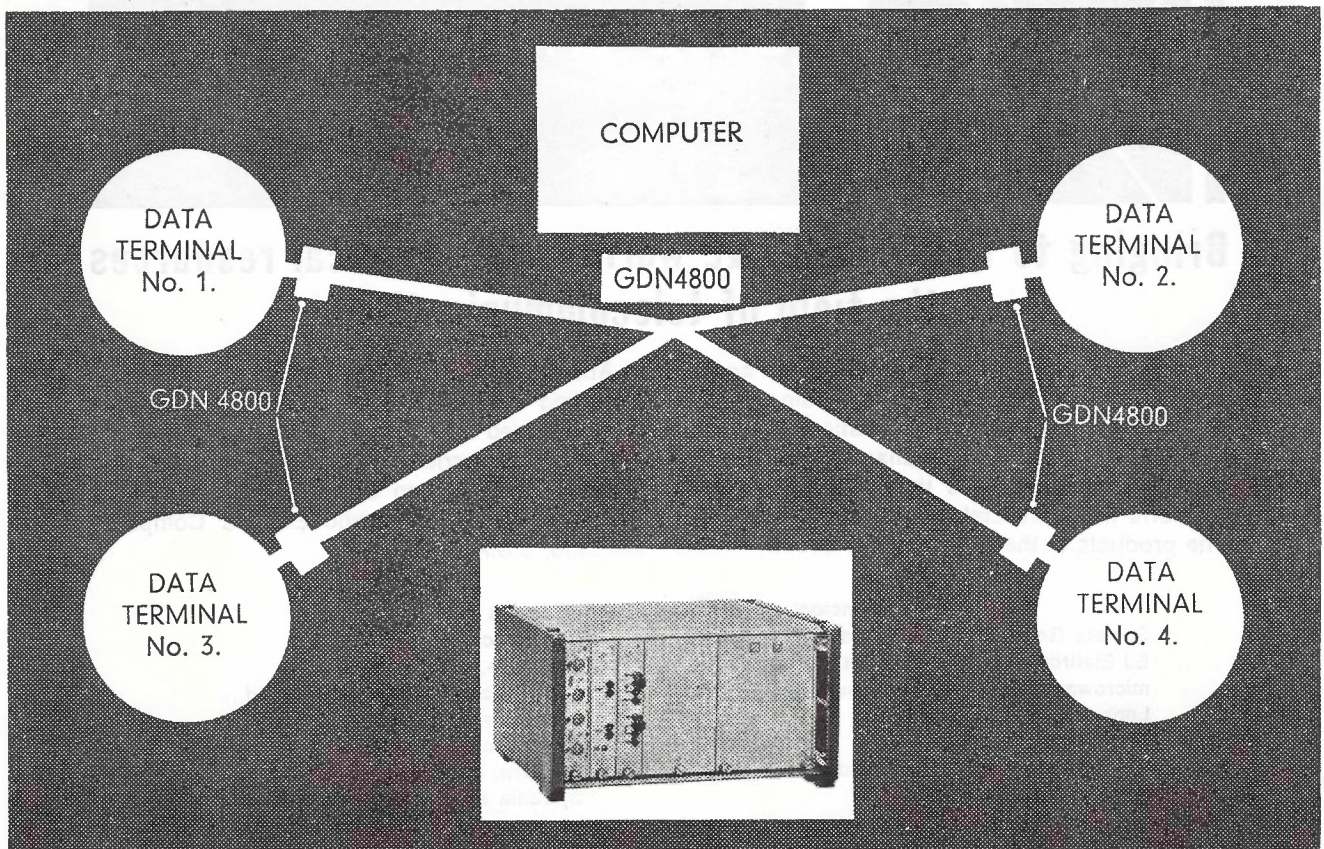 COMPUTER
DATA
TERMINAL
No. 1.
GDN4800
DATA
TERMINAL
No. 2.
GDN 4800
GDN4800
DATA
TERMINAL
No. 3.
DATA
TERMINAL
No. 4.